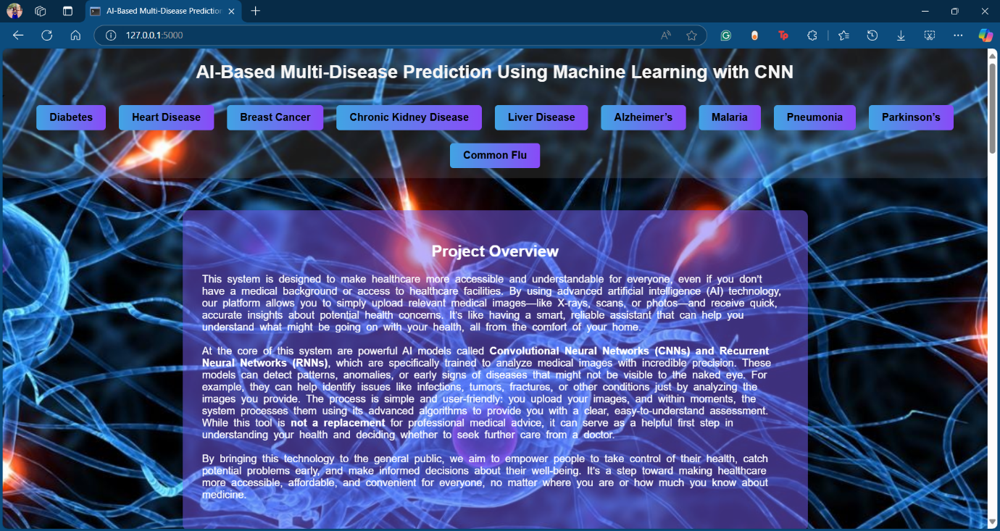 AI-Based Multi-Disease Prediction
127.0.0.1:5000
AI-Based Multi-Disease Prediction Using Machine Learning with CNN
Diabetes Heart Disease Breast Cancer Chronic Kidney Disease Liver Disease Alzheimer’s Malaria Pneumonia Parkinson’s
Common Flu
Project Overview
This system is designed to make healthcare more accessible and understandable for everyone, even if you don’t
have a medical background or access to healthcare facilities. By using advanced artificial intelligence (AI) technology,
our platform allows you to simply upload relevant medical images—like X-rays, scans, or photos—and receive quick,
accurate insights about potential health concerns. It’s like having a smart, reliable assistant that can help you
understand what might be going on with your health, all from the comfort of your home.
At the core of this system are powerful AI models called Convolutional Neural Networks (CNNs) and Recurrent
Neural Networks (RNNs), which are specifically trained to analyze medical images with incredible precision. These
models can detect patterns, anomalies, or early signs of diseases that might not be visible to the naked eye. For
example, they can help identify issues like infections, tumors, fractures, or other conditions just by analyzing the
images you provide. The process is simple and user-friendly: you upload your images, and within moments, the
system processes them using its advanced algorithms to provide you with a clear, easy-to-understand assessment.
While this tool is not a replacement for professional medical advice, it can serve as a helpful first step in
understanding your health and deciding whether to seek further care from a doctor.
By bringing this technology to the general public, we aim to empower people to take control of their health, catch
potential problems early, and make informed decisions about their well-being. It’s a step toward making healthcare
more accessible, affordable, and convenient for everyone, no matter where you are or how much you know about
medicine.